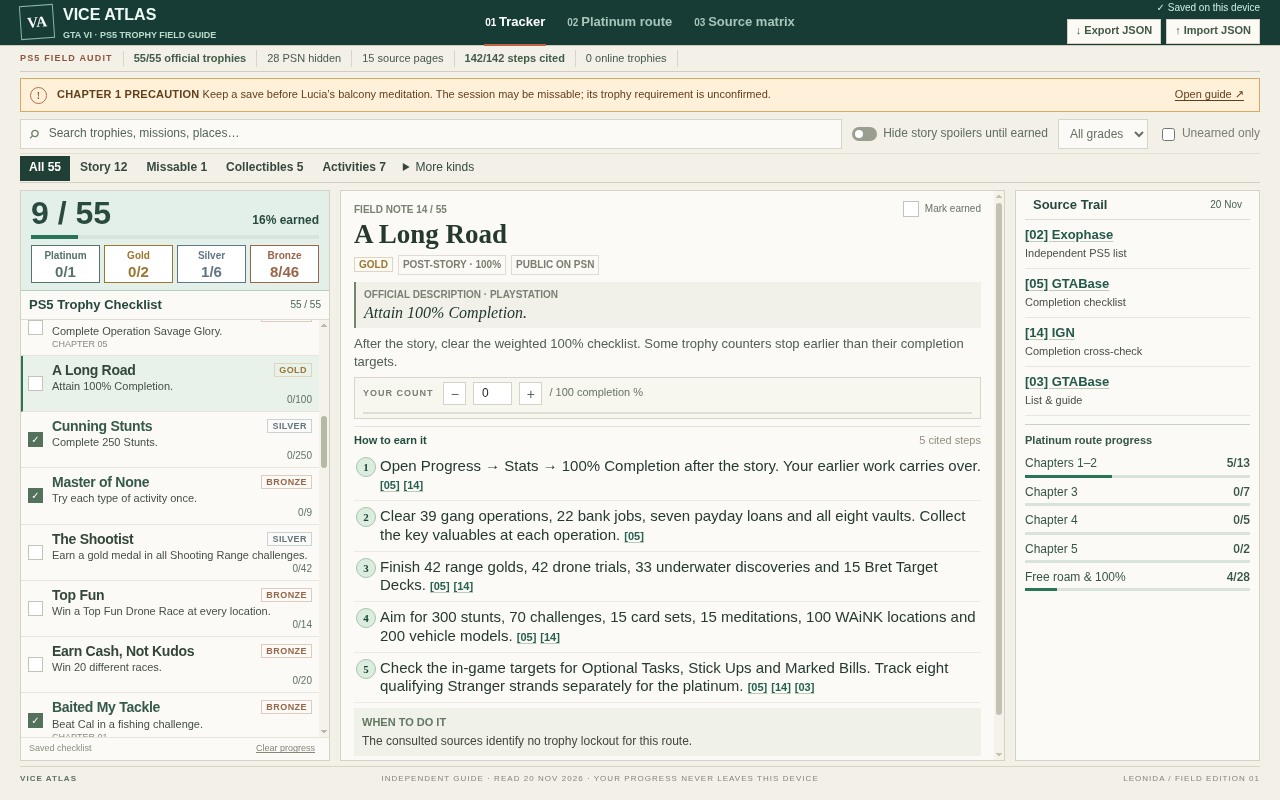 VA
VICE ATLAS
GTA VI · PS5 TROPHY FIELD GUIDE
01 Tracker
02 Platinum route
03 Source matrix
✓ Saved on this device
↓ Export JSON
↑ Import JSON
PS5 FIELD AUDIT
55/55 official trophies
28 PSN hidden
15 source pages
142/142 steps cited
0 online trophies
! CHAPTER 1 PRECAUTION Keep a save before Lucia's balcony meditation. The session may be missable; its trophy requirement is unconfirmed.
Open guide ↗
Search trophies, missions, places…
Hide story spoilers until earned
All grades
Unearned only
All 55
Story 12
Missable 1
Collectibles 5
Activities 7
More kinds
9 / 55
16% earned
Platinum
0/1
Gold
0/2
Silver
1/6
Bronze
8/46
PS5 Trophy Checklist
55 / 55
Complete Operation Savage Glory.
CHAPTER 05
A Long Road
GOLD
Attain 100% Completion.
0/100
Cunning Stunts
SILVER
Complete 250 Stunts.
0/250
Master of None
BRONZE
Try each type of activity once.
0/9
The Shootist
SILVER
Earn a gold medal in all Shooting Range challenges.
0/42
Top Fun
BRONZE
Win a Top Fun Drone Race at every location.
0/14
Earn Cash, Not Kudos
BRONZE
Win 20 different races.
0/20
Baited My Tackle
BRONZE
Beat Cal in a fishing challenge.
CHAPTER 01
Saved checklist
Clear progress
FIELD NOTE 14 / 55
Mark earned
A Long Road
GOLD
POST-STORY · 100%
PUBLIC ON PSN
OFFICIAL DESCRIPTION · PLAYSTATION
Attain 100% Completion.
After the story, clear the weighted 100% checklist. Some trophy counters stop earlier than their completion
targets.
YOUR COUNT
−
0
+
/ 100 completion %
How to earn it
5 cited steps
1 Open Progress → Stats → 100% Completion after the story. Your earlier work carries over.
[05] [14]
2 Clear 39 gang operations, 22 bank jobs, seven payday loans and all eight vaults. Collect
the key valuables at each operation. [05]
3 Finish 42 range golds, 42 drone trials, 33 underwater discoveries and 15 Bret Target
Decks. [05] [14]
4 Aim for 300 stunts, 70 challenges, 15 card sets, 15 meditations, 100 WAiNK locations and
200 vehicle models. [05] [14]
5 Check the in-game targets for Optional Tasks, Stick Ups and Marked Bills. Track eight
qualifying Stranger strands separately for the platinum. [05] [14] [03]
WHEN TO DO IT
The consulted sources identify no trophy lockout for this route.
Source Trail
20 Nov
[02] Exophase
Independent PS5 list
[05] GTABase
Completion checklist
[14] IGN
Completion cross-check
[03] GTABase
List & guide
Platinum route progress
Chapters 1–2
5/13
Chapter 3
0/7
Chapter 4
0/5
Chapter 5
0/2
Free roam & 100%
4/28
VICE ATLAS
INDEPENDENT GUIDE · READ 20 NOV 2026 · YOUR PROGRESS NEVER LEAVES THIS DEVICE
LEONIDA / FIELD EDITION 01